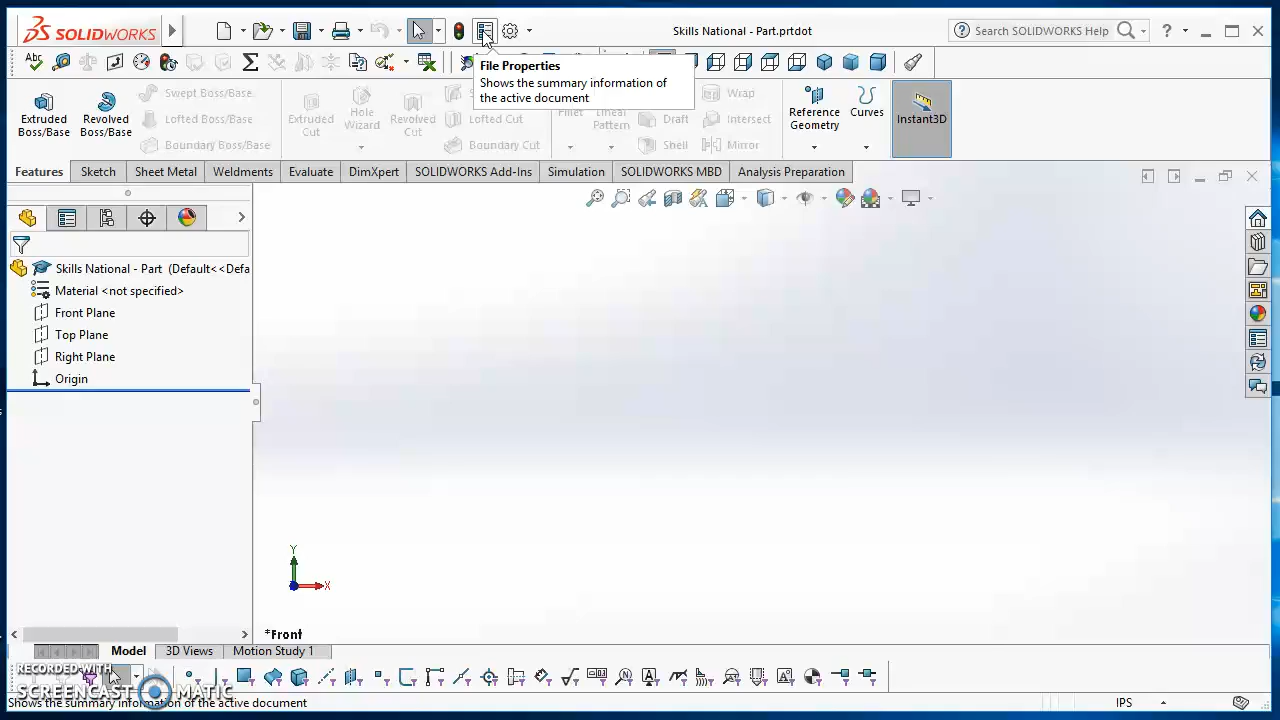 SOLIDWORKS
Skills National - Part.prtdot
Search SOLIDWORKS Help
File Properties
Shows the summary information of
the active document
Extruded
Boss/Base
Revolved
Boss/Base
Swept Boss/Base
Lofted Boss/Base
Boundary Boss/Base
Extruded
Cut
Hole
Wizard
Revolved
Cut
Lofted Cut
Boundary Cut
Fillet
Linear
Pattern
Draft
Shell
Wrap
Intersect
Mirror
Reference
Geometry
Curves
Instant3D
Features
Sketch
Sheet Metal
Weldments
Evaluate
DimXpert
SOLIDWORKS Add-Ins
Simulation
SOLIDWORKS MBD
Analysis Preparation
Skills National - Part (Default<<Defa
Material <not specified>
Front Plane
Top Plane
Right Plane
Origin
Y
X
*Front
Model
3D Views
Motion Study 1
RECORDED WITH
SCREENCAST MATIC
Shows the summary information of the active document
IPS